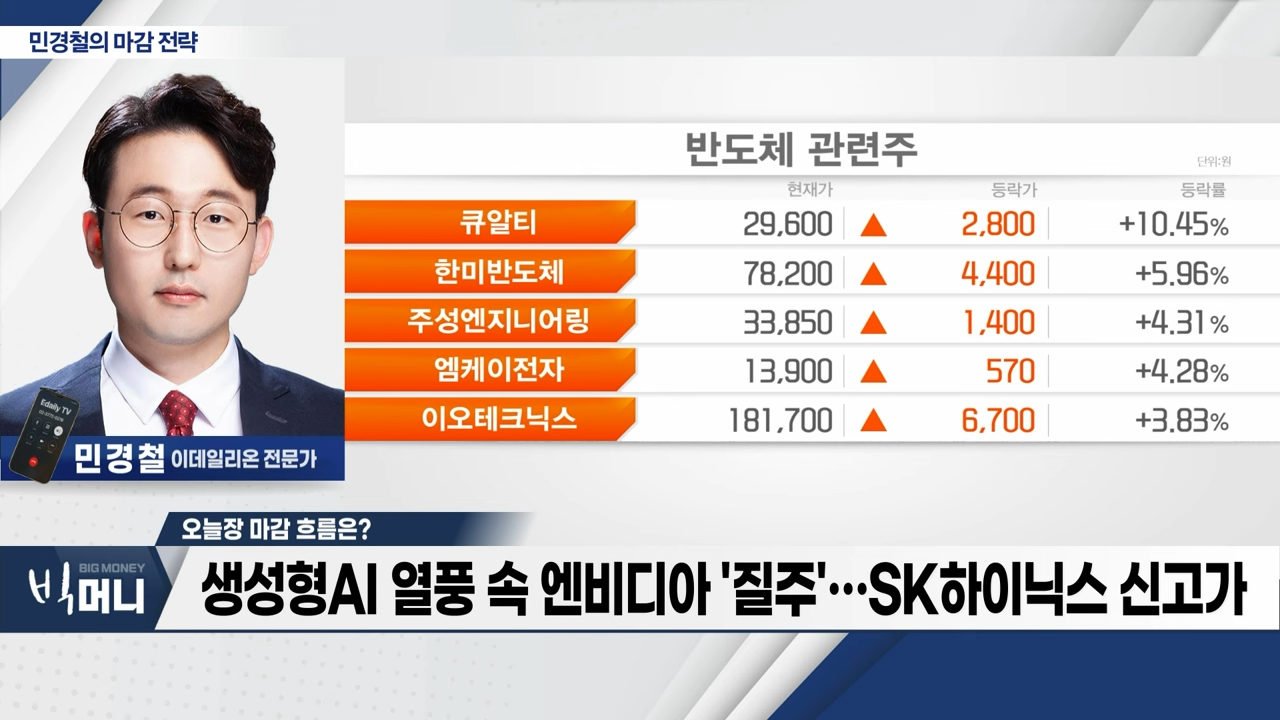 민경철의 마감 전략
반도체 관련주
단위:원
현재가 등락가 등락률
큐알티 29,600 ▲ 2,800 +10.45%
한미반도체 78,200 ▲ 4,400 +5.96%
주성엔지니어링 33,850 ▲ 1,400 +4.31%
엠케이전자 13,900 ▲ 570 +4.28%
이오테크닉스 181,700 ▲ 6,700 +3.83%
Edaily TV
민경철 이데일리온 전문가
오늘장 마감 흐름은?
BIG MONEY
빅머니
생성형AI 열풍 속 엔비디아 '질주'…SK하이닉스 신고가